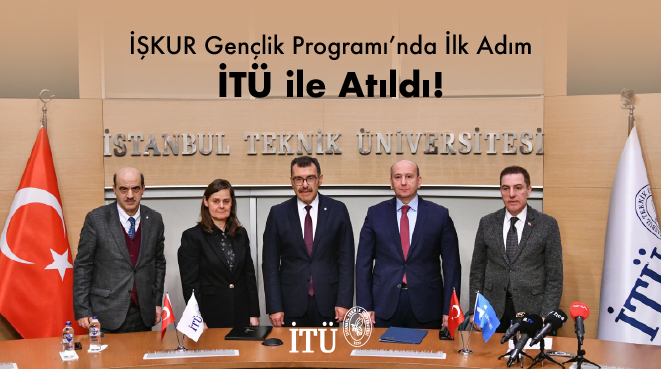 İŞKUR Gençlik Programı'nda İlk Adım
İTÜ ile Atıldı!
İSTANBUL TEKNİK ÜNİVERSİTESİ
İTÜ
İTÜ
İTÜ